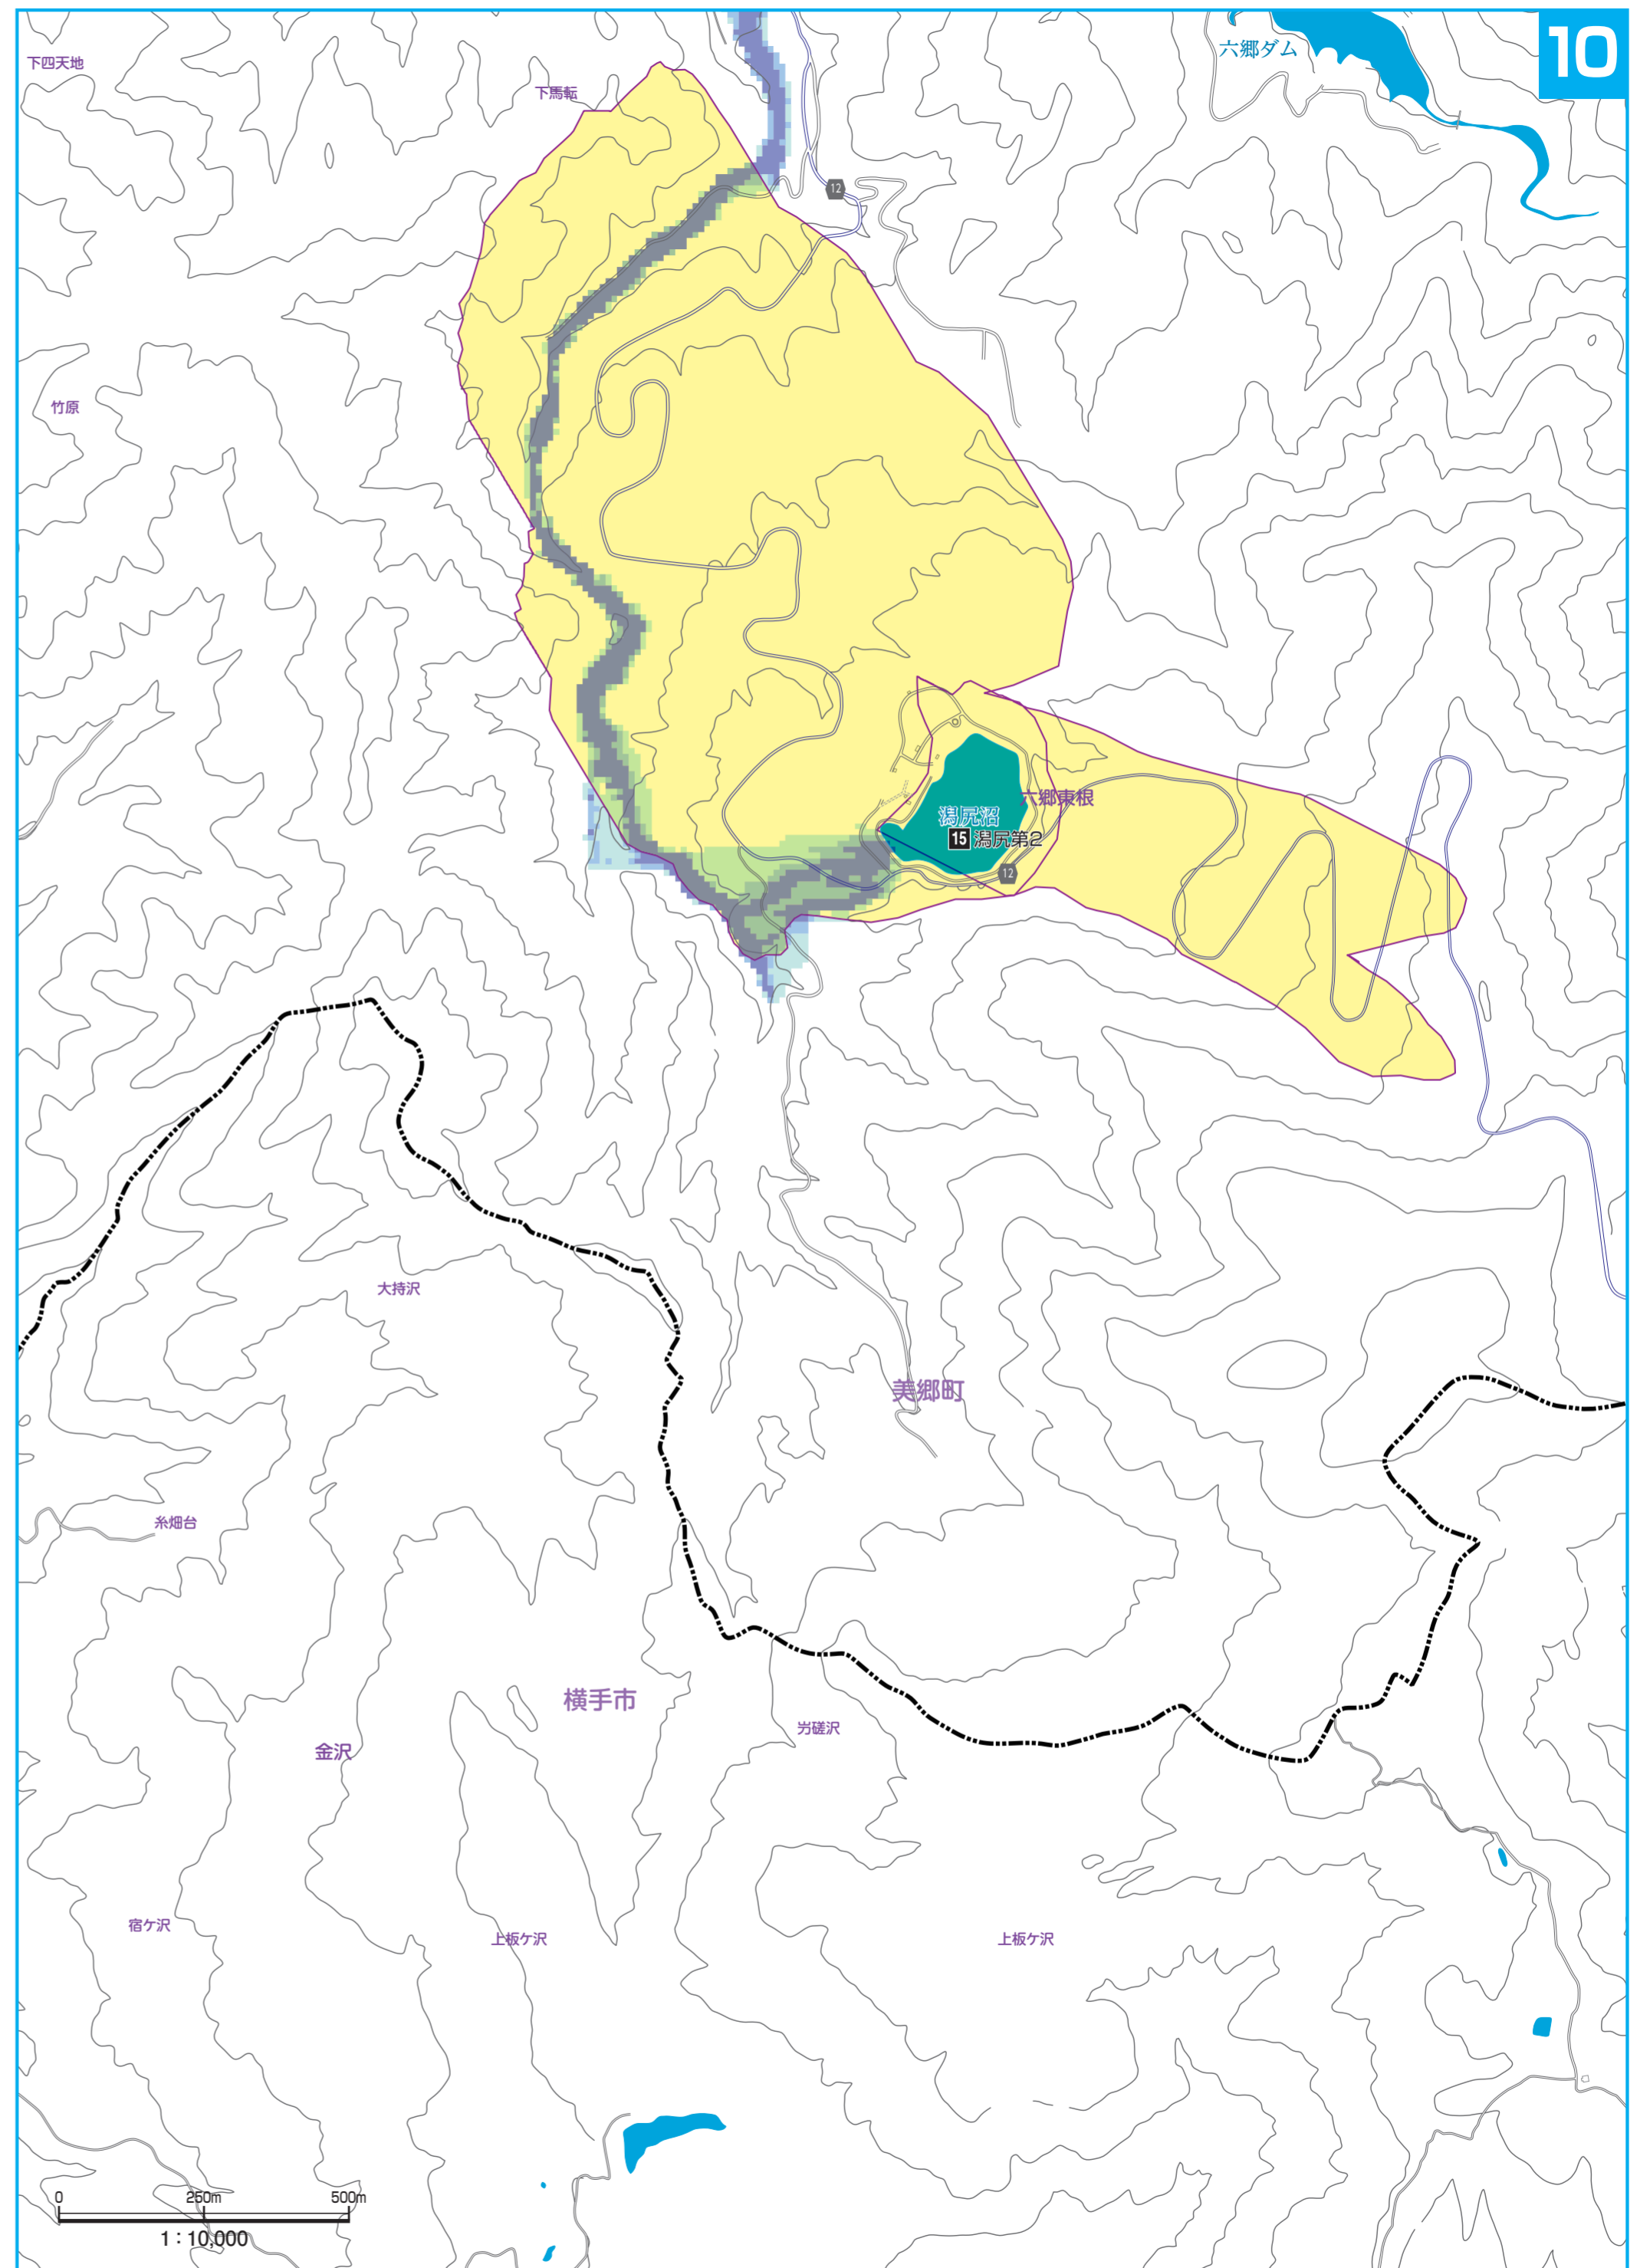 10
六郷ダム
下四天地
下馬転
12
竹原
六郷東根
潟尻沼
15 潟尻第2
12
大持沢
美郷町
糸畑台
横手市
金沢
宿ケ沢
上板ケ沢
上板ケ沢
0 250m 500m
1:10,000